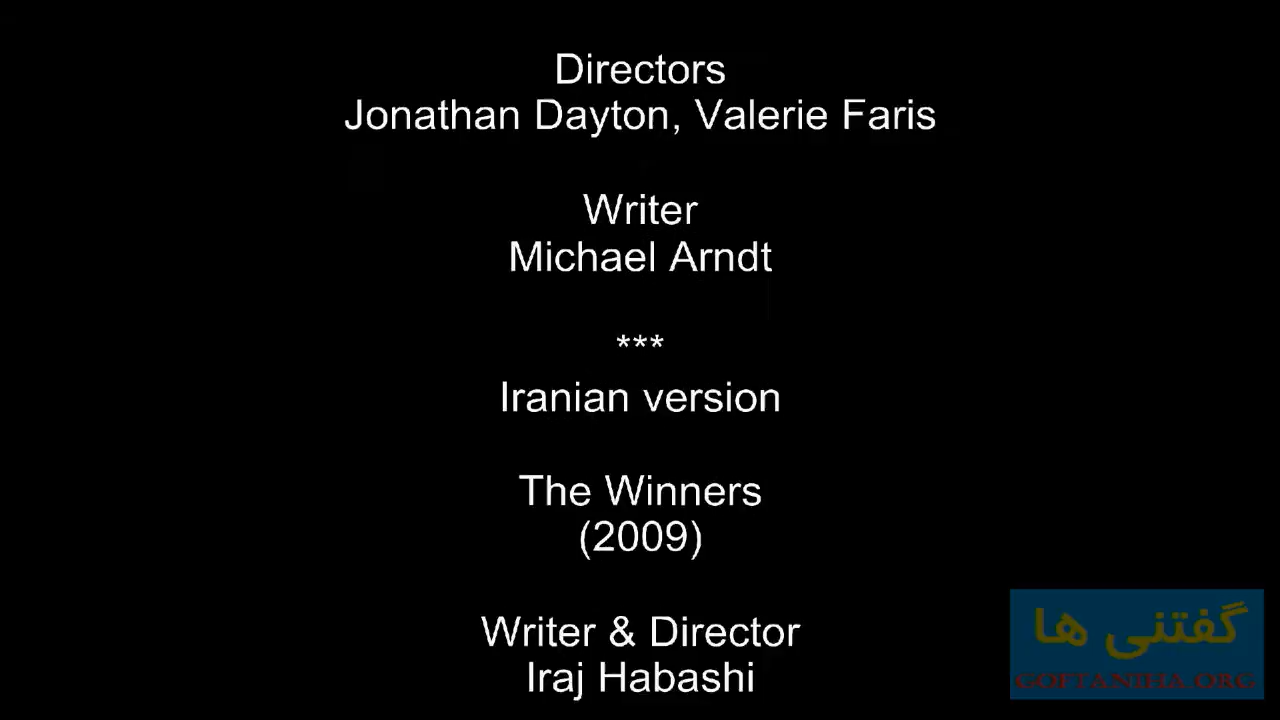 Directors
Jonathan Dayton, Valerie Faris
Writer
Michael Arndt
***
Iranian version
The Winners
(2009)
Writer & Director
Iraj Habashi
گفتنی ها
GOFTANIHA.ORG